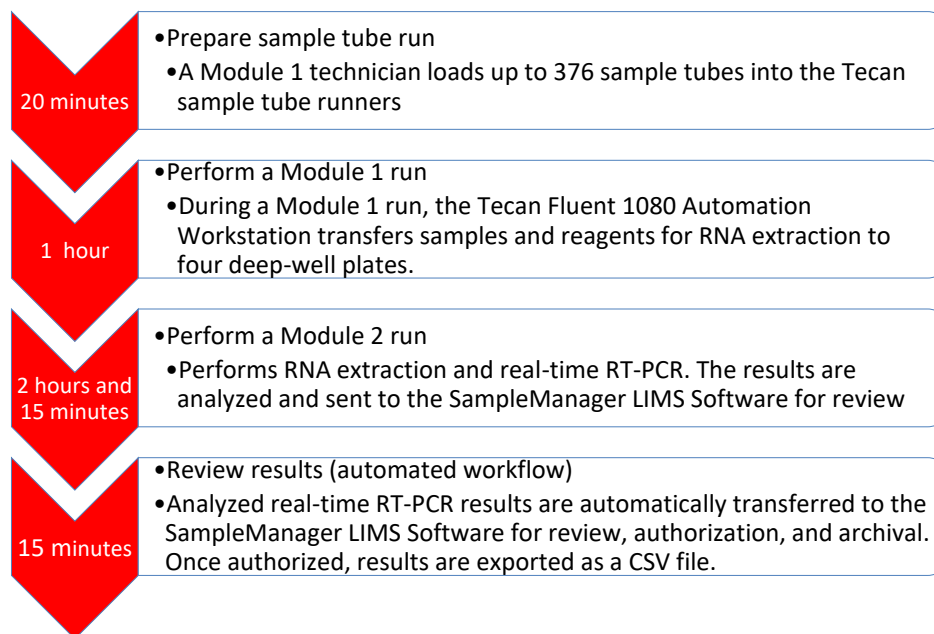 •Prepare sample tube run
•A Module 1 technician loads up to 376 sample tubes into the Tecan
sample tube runners
20 minutes
•Perform a Module 1 run
•During a Module 1 run, the Tecan Fluent 1080 Automation
Workstation transfers samples and reagents for RNA extraction to
four deep-well plates.
1 hour
•Perform a Module 2 run
•Performs RNA extraction and real-time RT-PCR. The results are
analyzed and sent to the SampleManager LIMS Software for review
2 hours and
15 minutes
•Review results (automated workflow)
•Analyzed real-time RT-PCR results are automatically transferred to the
SampleManager LIMS Software for review, authorization, and archival.
Once authorized, results are exported as a CSV file.
15 minutes